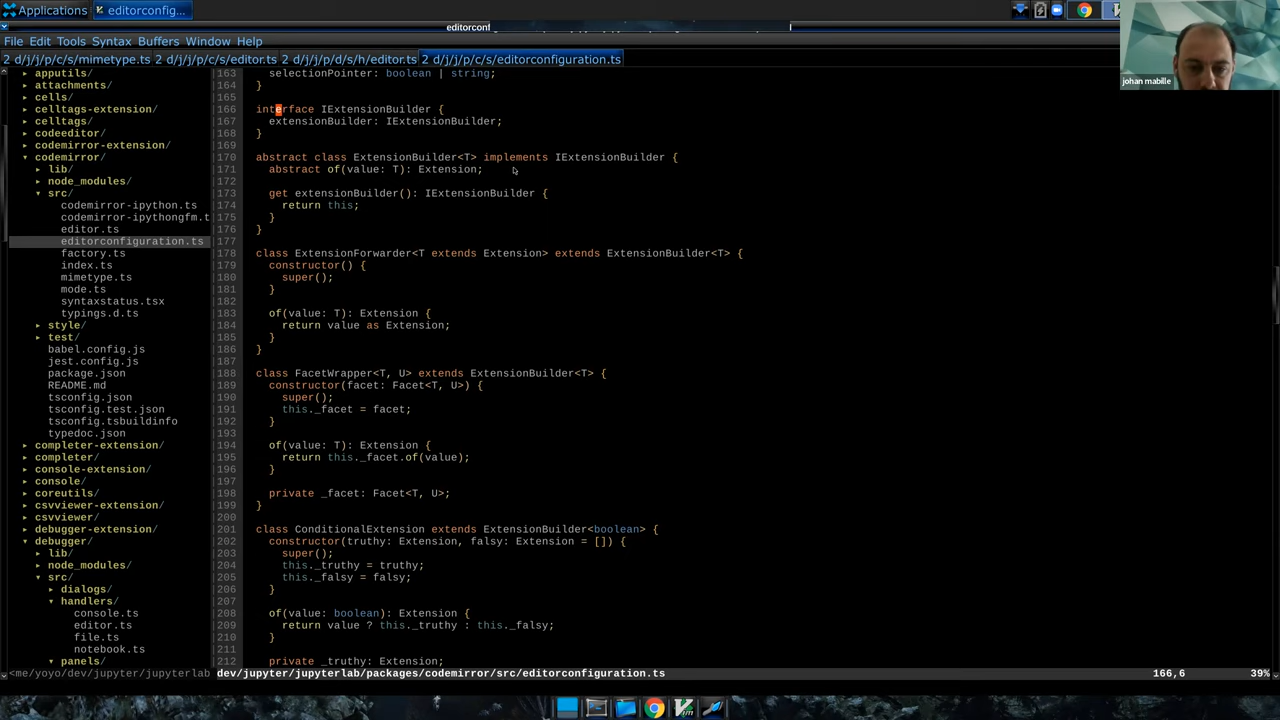 Applications
editorconfig...
editorconf
File Edit Tools Syntax Buffers Window Help
2 d/j/j/p/c/s/mimetype.ts 2 d/j/j/p/c/s/editor.ts 2 d/j/j/p/d/s/h/editor.ts 2 d/j/j/p/c/s/editorconfiguration.ts
johan mabille
apputils/
attachments/
cells/
celltags-extension/
celltags/
codeeditor/
codemirror-extension/
codemirror/
lib/
node_modules/
src/
codemirror-ipython.ts
codemirror-ipythongfm.t
editor.ts
editorconfiguration.ts
factory.ts
index.ts
mimetype.ts
mode.ts
syntaxstatus.tsx
typings.d.ts
style/
test/
babel.config.js
jest.config.js
package.json
README.md
tsconfig.json
tsconfig.test.json
tsconfig.tsbuildinfo
typedoc.json
completer-extension/
completer/
console-extension/
console/
coreutils/
csvviewer-extension/
csvviewer/
debugger-extension/
debugger/
lib/
node_modules/
src/
dialogs/
handlers/
console.ts
editor.ts
file.ts
notebook.ts
panels/
163 selectionPointer: boolean | string;
164 }
165
166 interface IExtensionBuilder {
167 extensionBuilder: IExtensionBuilder;
168 }
169
170 abstract class ExtensionBuilder<T> implements IExtensionBuilder {
171 abstract of(value: T): Extension;
172
173 get extensionBuilder(): IExtensionBuilder {
174 return this;
175 }
176 }
177
178 class ExtensionForwarder<T extends Extension> extends ExtensionBuilder<T> {
179 constructor() {
180 super();
181 }
182
183 of(value: T): Extension {
184 return value as Extension;
185 }
186 }
187
188 class FacetWrapper<T, U> extends ExtensionBuilder<T> {
189 constructor(facet: Facet<T, U>) {
190 super();
191 this._facet = facet;
192 }
193
194 of(value: T): Extension {
195 return this._facet.of(value);
196 }
197
198 private _facet: Facet<T, U>;
199 }
200
201 class ConditionalExtension extends ExtensionBuilder<boolean> {
202 constructor(truthy: Extension, falsy: Extension = []) {
203 super();
204 this._truthy = truthy;
205 this._falsy = falsy;
206 }
207
208 of(value: boolean): Extension {
209 return value ? this._truthy : this._falsy;
210 }
211
212 private _truthy: Extension;
<me/yoyo/dev/jupyter/jupyterlab dev/jupyter/jupyterlab/packages/codemirror/src/editorconfiguration.ts 166,6 39%